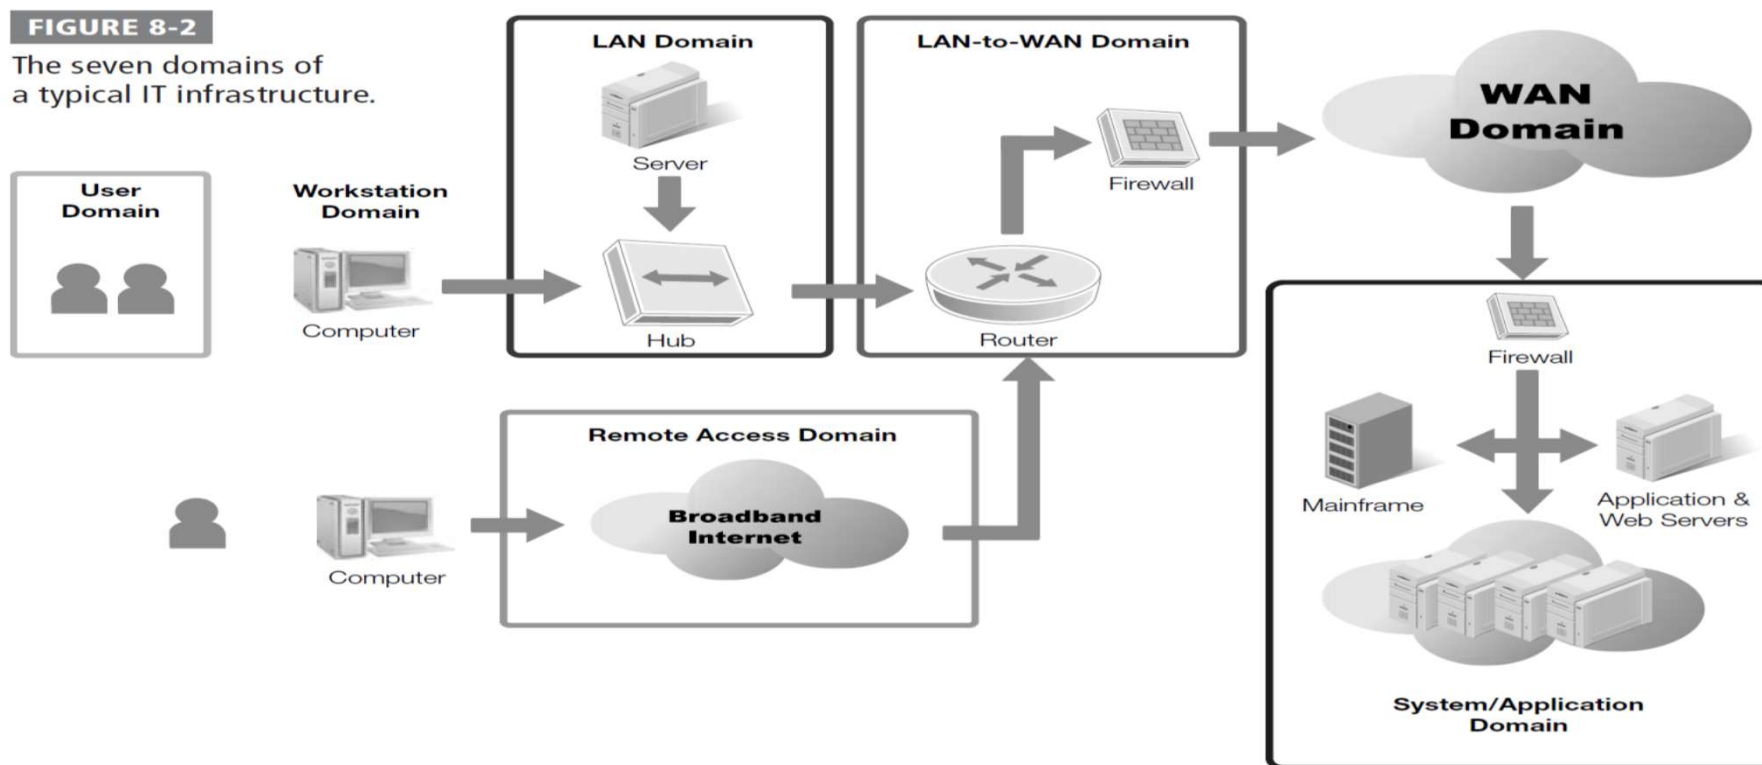 FIGURE 8-2
The seven domains of
a typical IT infrastructure.
User
Domain
Workstation
Domain
Computer
LAN Domain
Server
Hub
LAN-to-WAN Domain
Firewall
Router
WAN
Domain
Remote Access Domain
Broadband
Internet
Computer
Firewall
Mainframe
Application &
Web Servers
System/Application
Domain